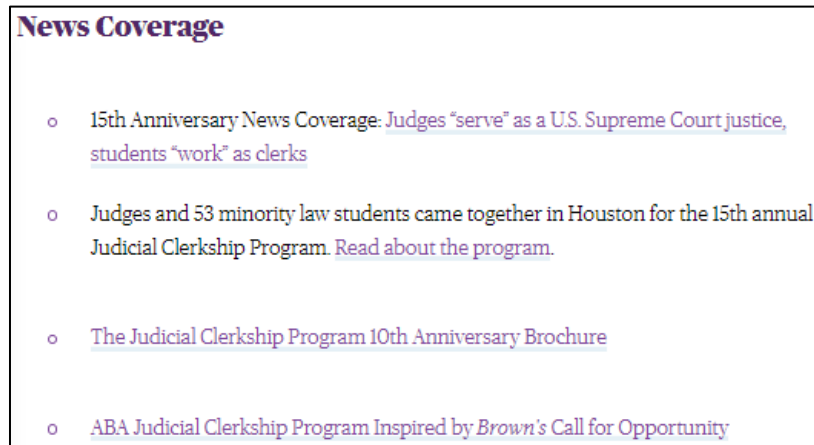 News Coverage
15th Anniversary News Coverage: Judges “serve” as a U.S. Supreme Court justice,
students “work” as clerks
Judges and 53 minority law students came together in Houston for the 15th annual
Judicial Clerkship Program. Read about the program.
The Judicial Clerkship Program 10th Anniversary Brochure
ABA Judicial Clerkship Program Inspired by Brown’s Call for Opportunity